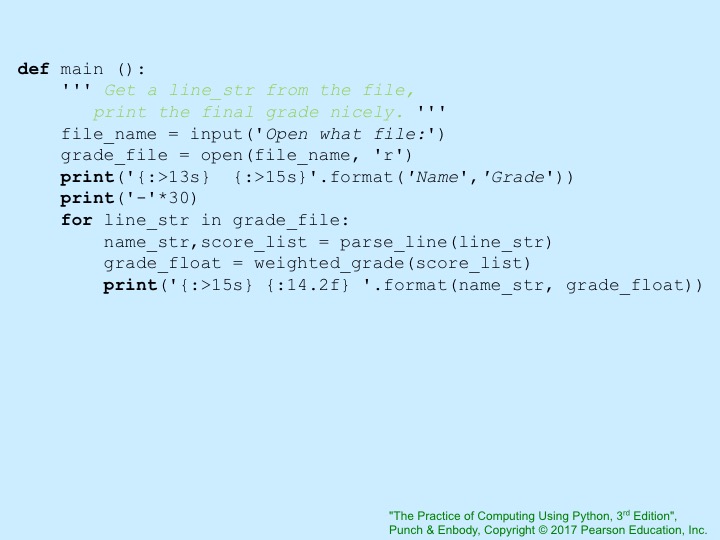 def main ():
    ''' Get a line_str from the file,
       print the final grade nicely. '''
    file_name = input('Open what file:')
    grade_file = open(file_name, 'r')
    print('{:>13s}  {:>15s}'.format('Name','Grade'))
    print('-'*30)
    for line_str in grade_file:
        name_str,score_list = parse_line(line_str)
        grade_float = weighted_grade(score_list)
        print('{:>15s} {:14.2f} '.format(name_str, grade_float))
"The Practice of Computing Using Python, 3rd Edition",
Punch & Enbody, Copyright © 2017 Pearson Education, Inc.